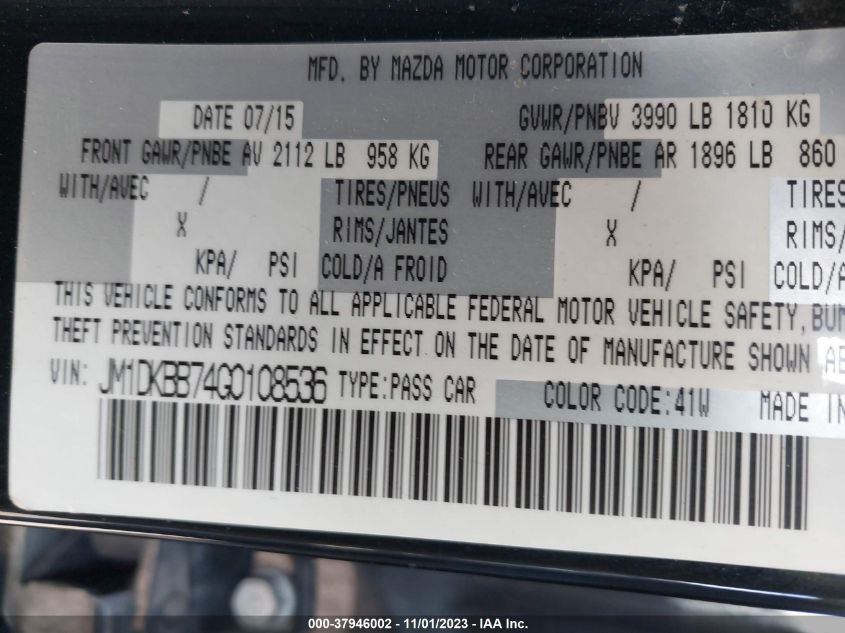 MFD. BY MAZDA MOTOR CORPORATION
DATE 07/15 GVWR/PNBV 3990 LB 1810 KG
FRONT GAWR/PNBE AV 2112 LB 958 KG REAR GAWR/PNBE AR 1896 LB 860
WITH/AVEC / TIRES/PNEUS WITH/AVEC / TIRES
X RIMS/JANTES X RIMS/
KPA/ PSI COLD/A FROID KPA/ PSI COLD/A
THIS VEHICLE CONFORMS TO ALL APPLICABLE FEDERAL MOTOR VEHICLE SAFETY, BUM
THEFT PREVENTION STANDARDS IN EFFECT ON THE DATE OF MANUFACTURE SHOWN AB
VIN: JM1DKBB74G0108536 TYPE:PASS CAR COLOR CODE:41W MADE IN
000-37946002 - 11/01/2023 - IAA Inc.